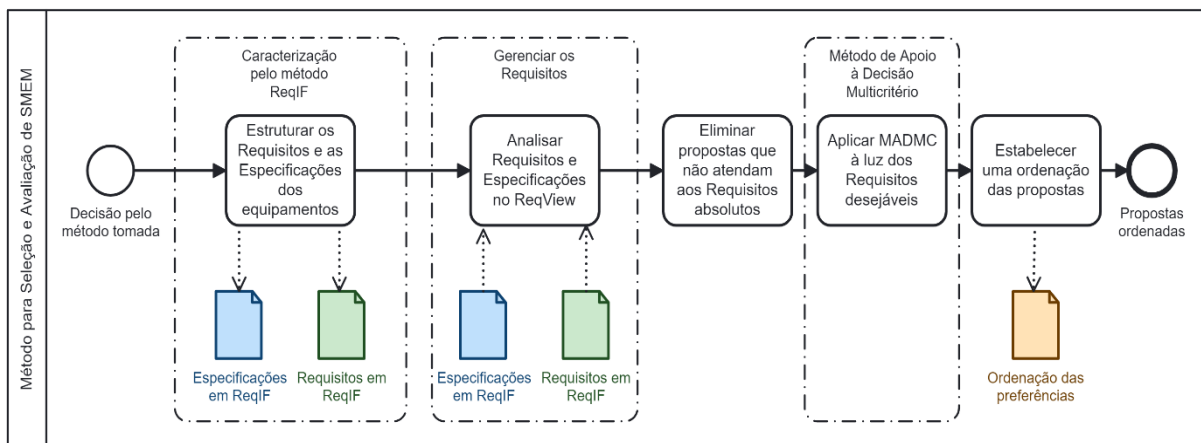 Método para Seleção e Avaliação de SMEM
Decisão pelo
método tomada
Caracterização
pelo método
ReqIF
Estruturar os
Requisitos e as
Especificações
dos
equipamentos
Especificações
em ReqIF
Requisitos em
ReqIF
Gerenciar os
Requisitos
Analisar
Requisitos e
Especificações
no ReqView
Especificações
em ReqIF
Requisitos em
ReqIF
Eliminar
propostas que
não atendam
aos Requisitos
absolutos
Método de Apoio
à Decisão
Multicritério
Aplicar MADMC
à luz dos
Requisitos
desejáveis
Estabelecer
uma ordenação
das propostas
Ordenação das
preferências
Propostas
ordenadas